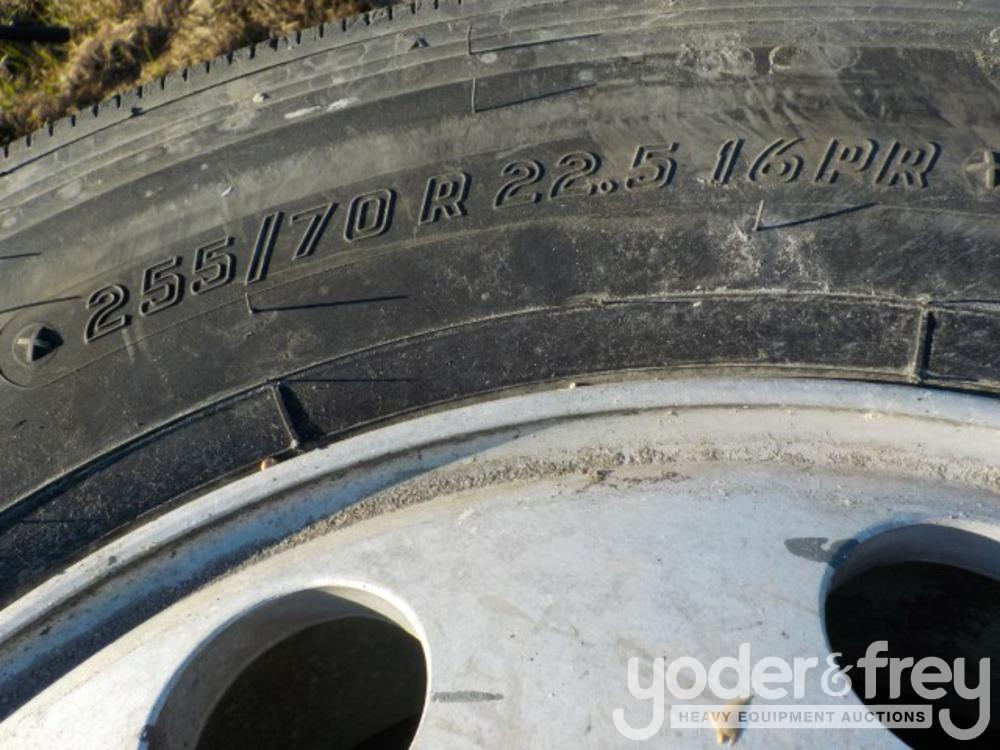 255/70 R 22.5 16PR
yoder&frey
HEAVY EQUIPMENT AUCTIONS